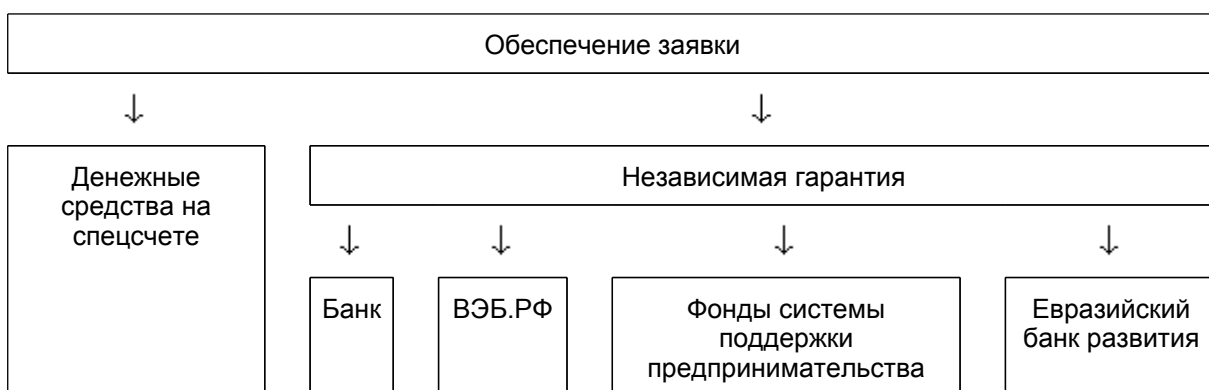 Обеспечение заявки
Денежные
средства на
спецсчете
Независимая гарантия
Банк
ВЭБ.РФ
Фонды системы
поддержки
предпринимательства
Евразийский
банк развития